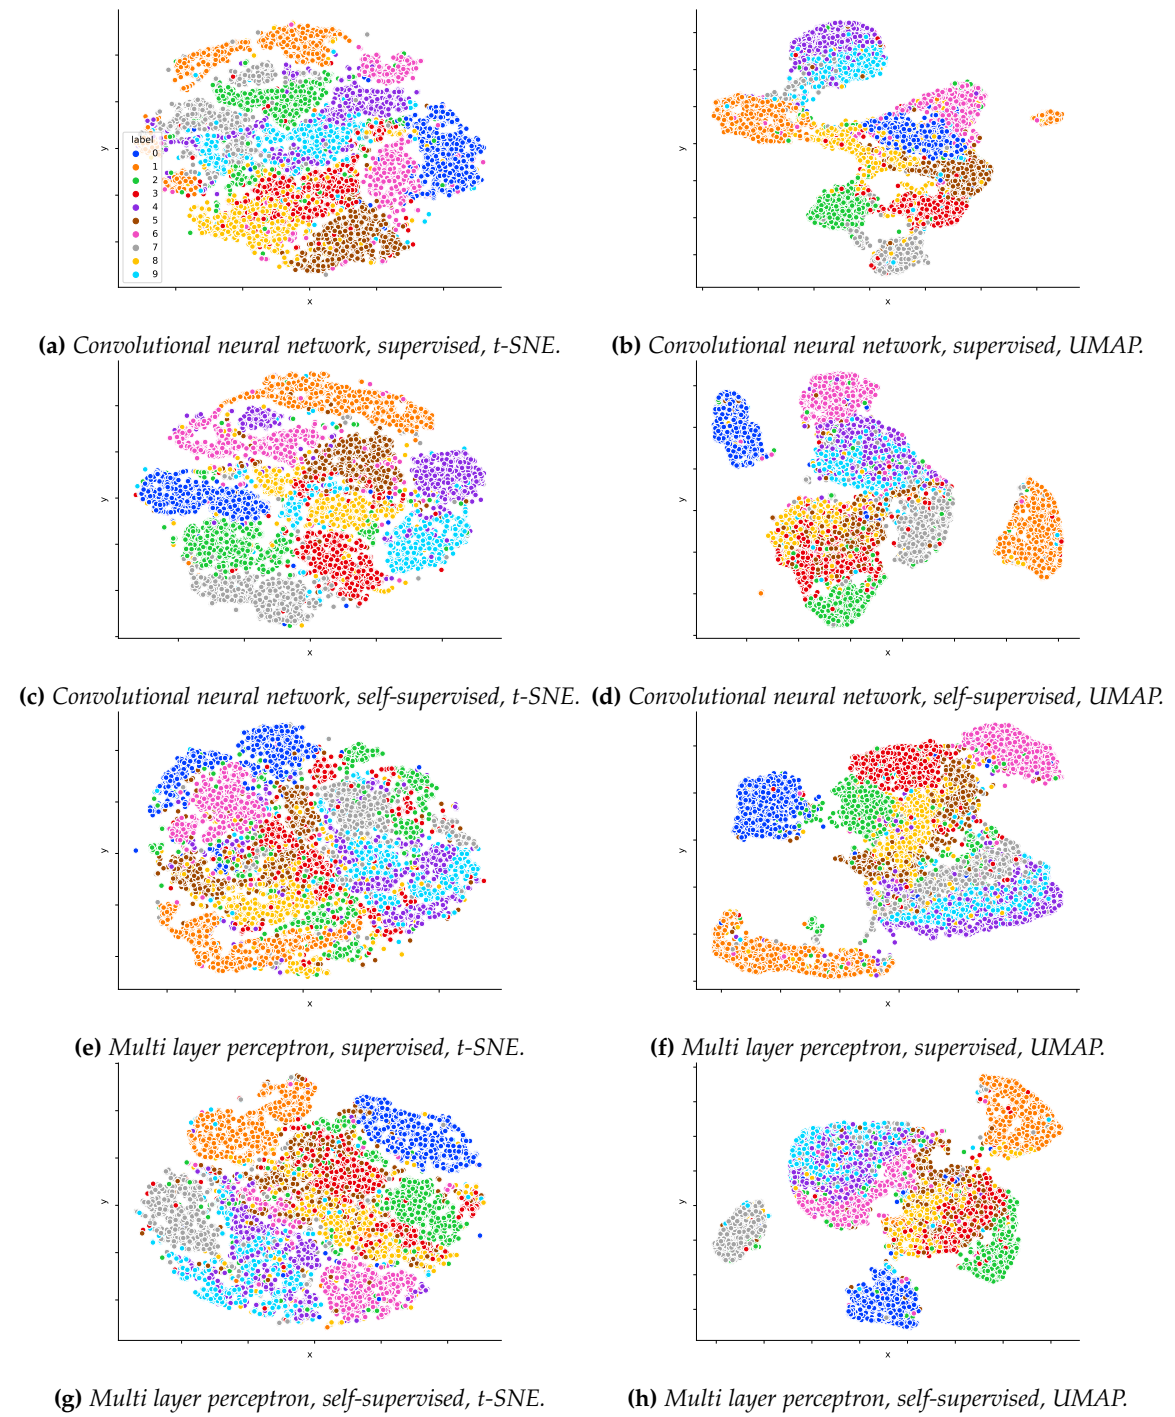 y
label
0
1
2
3
4
5
6
7
8
9
x
y
x
(a) Convolutional neural network, supervised, t-SNE.
(b) Convolutional neural network, supervised, UMAP.
y
x
y
x
(c) Convolutional neural network, self-supervised, t-SNE.
(d) Convolutional neural network, self-supervised, UMAP.
y
x
y
x
(e) Multi layer perceptron, supervised, t-SNE.
(f) Multi layer perceptron, supervised, UMAP.
y
x
y
x
(g) Multi layer perceptron, self-supervised, t-SNE.
(h) Multi layer perceptron, self-supervised, UMAP.